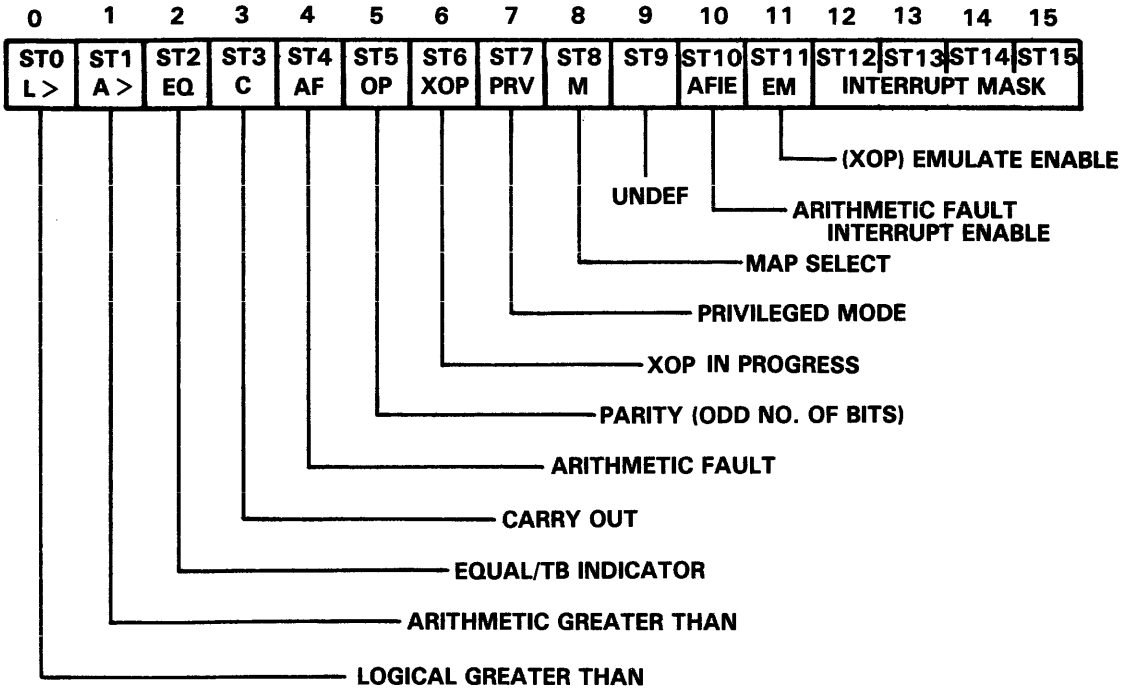 0 1 2 3 4 5 6 7 8 9 10 11 12 13 14 15
ST0 ST1 ST2 ST3 ST4 ST5 ST6 ST7 ST8 ST9 ST10 ST11 ST12 ST13 ST14 ST15
L > A > EQ C AF OP XOP PRV M AFIE EM INTERRUPT MASK
(XOP) EMULATE ENABLE
UNDEF
ARITHMETIC FAULT
INTERRUPT ENABLE
MAP SELECT
PRIVILEGED MODE
XOP IN PROGRESS
PARITY (ODD NO. OF BITS)
ARITHMETIC FAULT
CARRY OUT
EQUAL/TB INDICATOR
ARITHMETIC GREATER THAN
LOGICAL GREATER THAN